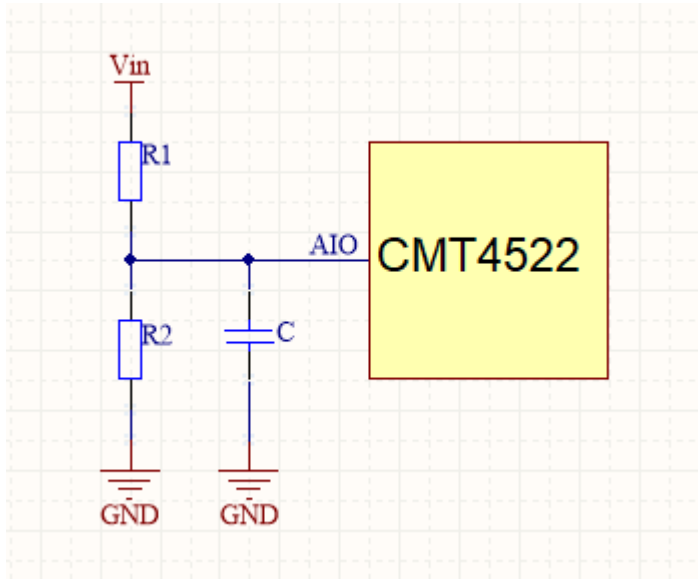 Vin
R1
AIO
CMT4522
R2
C
GND
GND